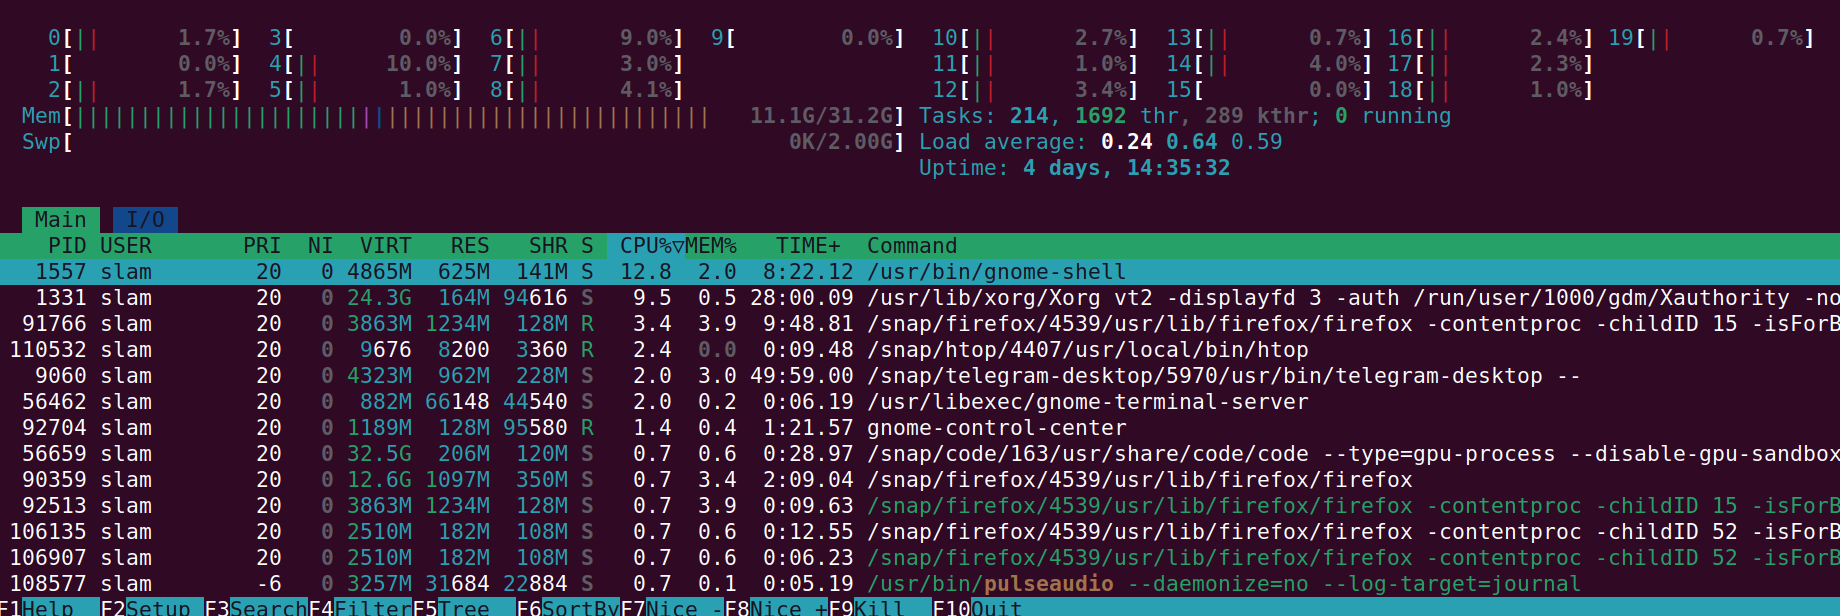 0[|| 1.7%] 3[ 0.0%] 6[|| 9.0%] 9[ 0.0%] 10[|| 2.7%] 13[|| 0.7%] 16[|| 2.4%] 19[|| 0.7%]
1[ 0.0%] 4[|| 10.0%] 7[|| 3.0%] 11[|| 1.0%] 14[|| 4.0%] 17[|| 2.3%]
2[|| 1.7%] 5[|| 1.0%] 8[|| 4.1%] 12[|| 3.4%] 15[ 0.0%] 18[|| 1.0%]
Mem[||||||||||||||||||||||||||||||||||||||||||||||||| 11.1G/31.2G] Tasks: 214, 1692 thr, 289 kthr; 0 running
Swp[ 0K/2.00G] Load average: 0.24 0.64 0.59
Uptime: 4 days, 14:35:32
Main I/O
PID USER PRI NI VIRT RES SHR S CPU%▽MEM% TIME+ Command
1557 slam 20 0 4865M 625M 141M S 12.8 2.0 8:22.12 /usr/bin/gnome-shell
1331 slam 20 0 24.3G 164M 94616 S 9.5 0.5 28:00.09 /usr/lib/xorg/Xorg vt2 -displayfd 3 -auth /run/user/1000/gdm/Xauthority -no
91766 slam 20 0 3863M 1234M 128M R 3.4 3.9 9:48.81 /snap/firefox/4539/usr/lib/firefox/firefox -contentproc -childID 15 -isForB
110532 slam 20 0 9676 8200 3360 R 2.4 0.0 0:09.48 /snap/htop/4407/usr/local/bin/htop
9060 slam 20 0 4323M 962M 228M S 2.0 3.0 49:59.00 /snap/telegram-desktop/5970/usr/bin/telegram-desktop --
56462 slam 20 0 882M 66148 44540 S 2.0 0.2 0:06.19 /usr/libexec/gnome-terminal-server
92704 slam 20 0 1189M 128M 95580 R 1.4 0.4 1:21.57 gnome-control-center
56659 slam 20 0 32.5G 206M 120M S 0.7 0.6 0:28.97 /snap/code/163/usr/share/code/code --type=gpu-process --disable-gpu-sandbox
90359 slam 20 0 12.6G 1097M 350M S 0.7 3.4 2:09.04 /snap/firefox/4539/usr/lib/firefox/firefox
92513 slam 20 0 3863M 1234M 128M S 0.7 3.9 0:09.63 /snap/firefox/4539/usr/lib/firefox/firefox -contentproc -childID 15 -isForB
106135 slam 20 0 2510M 182M 108M S 0.7 0.6 0:12.55 /snap/firefox/4539/usr/lib/firefox/firefox -contentproc -childID 52 -isForB
106907 slam 20 0 2510M 182M 108M S 0.7 0.6 0:06.23 /snap/firefox/4539/usr/lib/firefox/firefox -contentproc -childID 52 -isForB
108577 slam -6 0 3257M 31684 22884 S 0.7 0.1 0:05.19 /usr/bin/pulseaudio --daemonize=no --log-target=journal
F1Help F2Setup F3SearchF4FilterF5Tree F6SortByF7Nice -F8Nice +F9Kill F10Quit